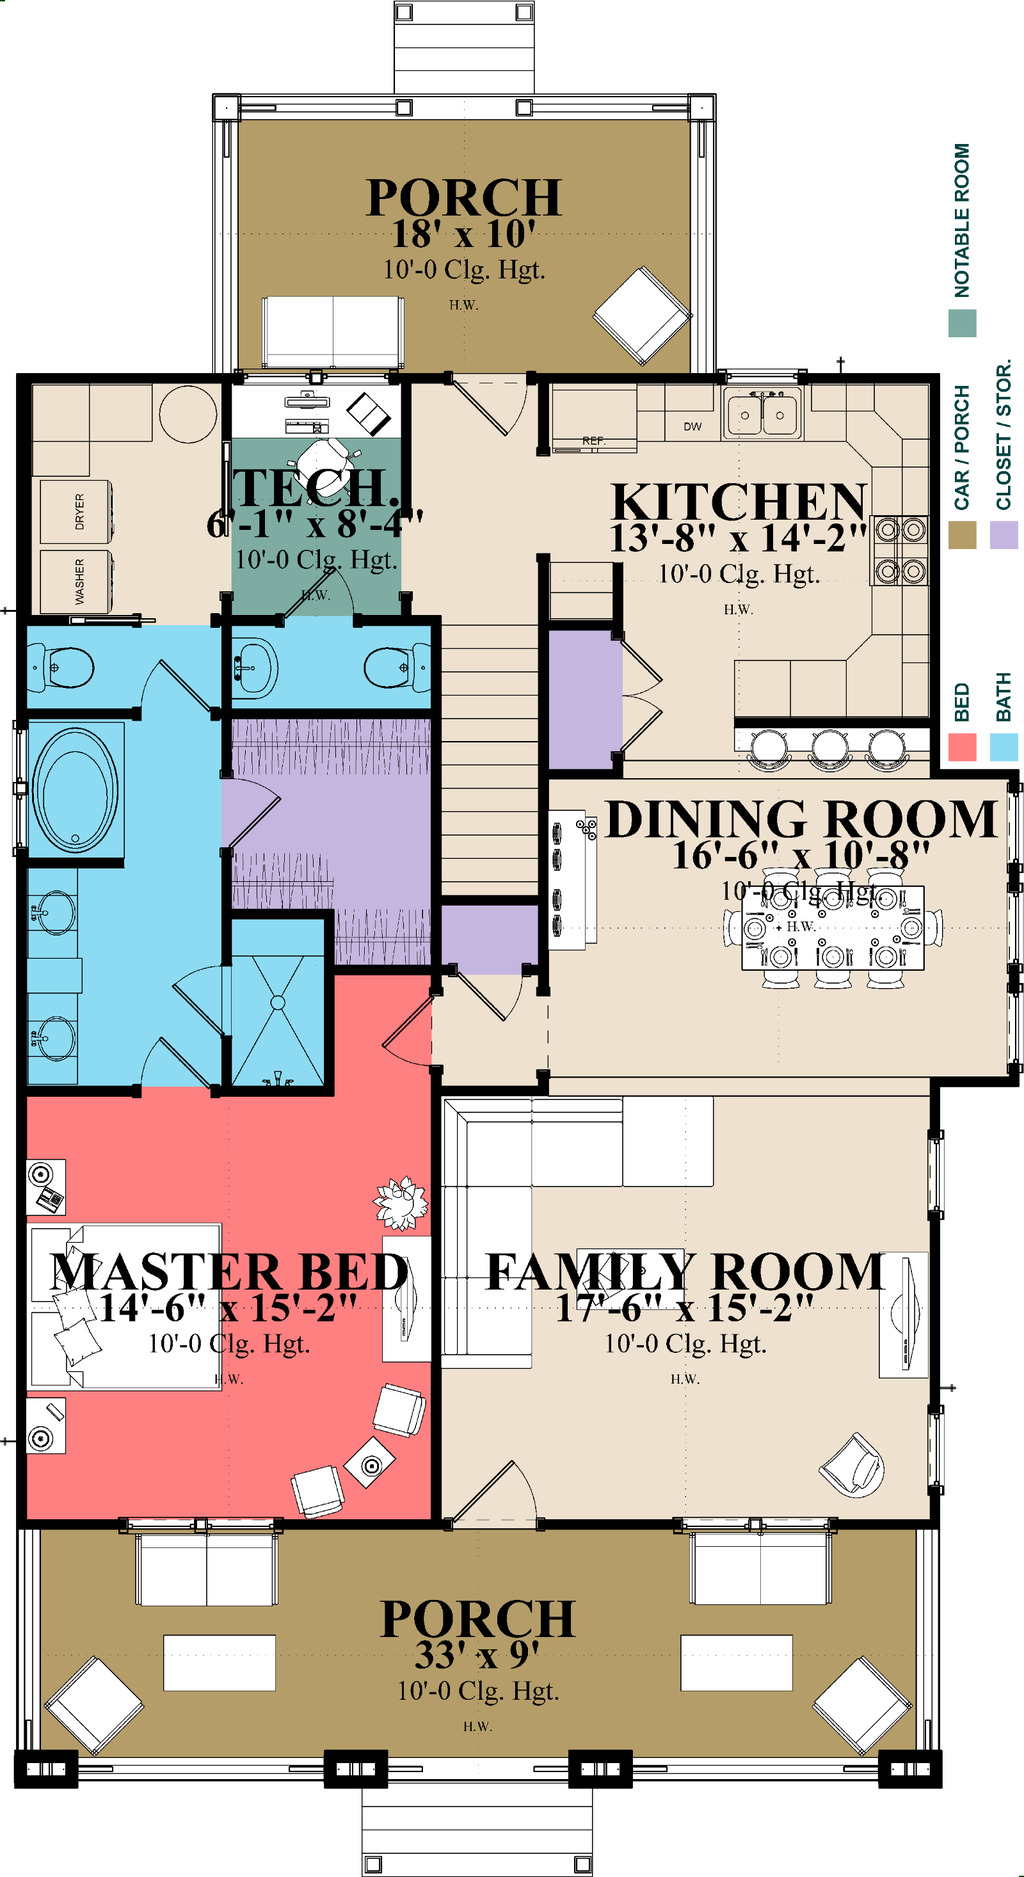 PORCH
18' x 10'
10'-0 Clg. Hgt.
H.W.
NOTABLE ROOM
CAR / PORCH
CLOSET / STOR.
BED
BATH
REF.
DW
DRYER
WASHER
TECH.
6'-1" x 8'-4"
10'-0 Clg. Hgt.
H.W.
KITCHEN
13'-8" x 14'-2"
10'-0 Clg. Hgt.
H.W.
DINING ROOM
16'-6" x 10'-8"
10'-0 Clg. Hgt.
H.W.
MASTER BED
14'-6" x 15'-2"
10'-0 Clg. Hgt.
H.W.
FAMILY ROOM
17'-6" x 15'-2"
10'-0 Clg. Hgt.
H.W.
PORCH
33' x 9'
10'-0 Clg. Hgt.
H.W.